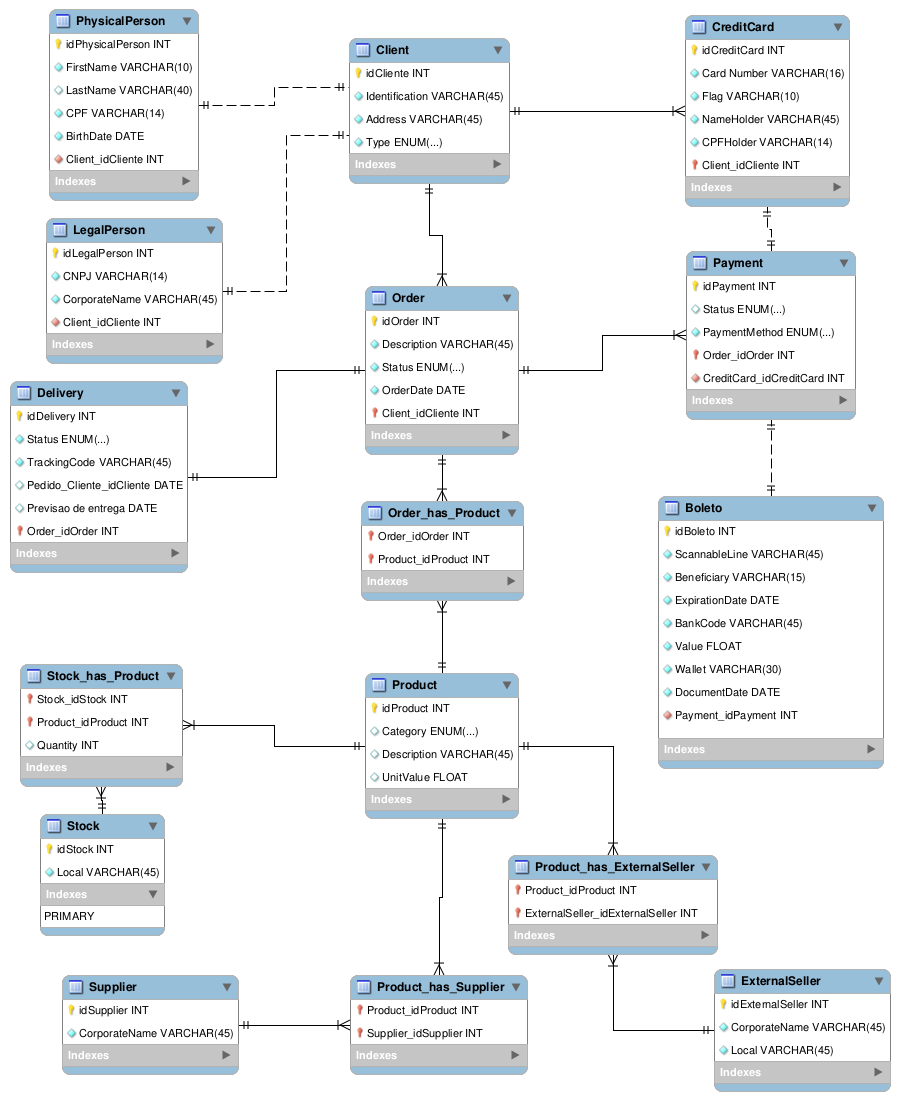 PhysicalPerson
idPhysicalPerson INT
FirstName VARCHAR(10)
LastName VARCHAR(40)
CPF VARCHAR(14)
BirthDate DATE
Client_idCliente INT
Indexes
Client
idCliente INT
Identification VARCHAR(45)
Address VARCHAR(45)
Type ENUM(...)
Indexes
CreditCard
idCreditCard INT
Card Number VARCHAR(16)
Flag VARCHAR(10)
NameHolder VARCHAR(45)
CPFHolder VARCHAR(14)
Client_idCliente INT
Indexes
LegalPerson
idLegalPerson INT
CNPJ VARCHAR(14)
CorporateName VARCHAR(45)
Client_idCliente INT
Indexes
Order
idOrder INT
Description VARCHAR(45)
Status ENUM(...)
OrderDate DATE
Client_idCliente INT
Indexes
Payment
idPayment INT
Status ENUM(...)
PaymentMethod ENUM(...)
Order_idOrder INT
CreditCard_idCreditCard INT
Indexes
Delivery
idDelivery INT
Status ENUM(...)
TrackingCode VARCHAR(45)
Pedido_Cliente_idCliente DATE
Previsao de entrega DATE
Order_idOrder INT
Indexes
Order_has_Product
Order_idOrder INT
Product_idProduct INT
Indexes
Boleto
idBoleto INT
ScannableLine VARCHAR(45)
Beneficiary VARCHAR(15)
ExpirationDate DATE
BankCode VARCHAR(45)
Value FLOAT
Wallet VARCHAR(30)
DocumentDate DATE
Payment_idPayment INT
Indexes
Stock_has_Product
Stock_idStock INT
Product_idProduct INT
Quantity INT
Indexes
Product
idProduct INT
Category ENUM(...)
Description VARCHAR(45)
UnitValue FLOAT
Indexes
Stock
idStock INT
Local VARCHAR(45)
Indexes
PRIMARY
Product_has_ExternalSeller
Product_idProduct INT
ExternalSeller_idExternalSeller INT
Indexes
Supplier
idSupplier INT
CorporateName VARCHAR(45)
Indexes
Product_has_Supplier
Product_idProduct INT
Supplier_idSupplier INT
Indexes
ExternalSeller
idExternalSeller INT
CorporateName VARCHAR(45)
Local VARCHAR(45)
Indexes